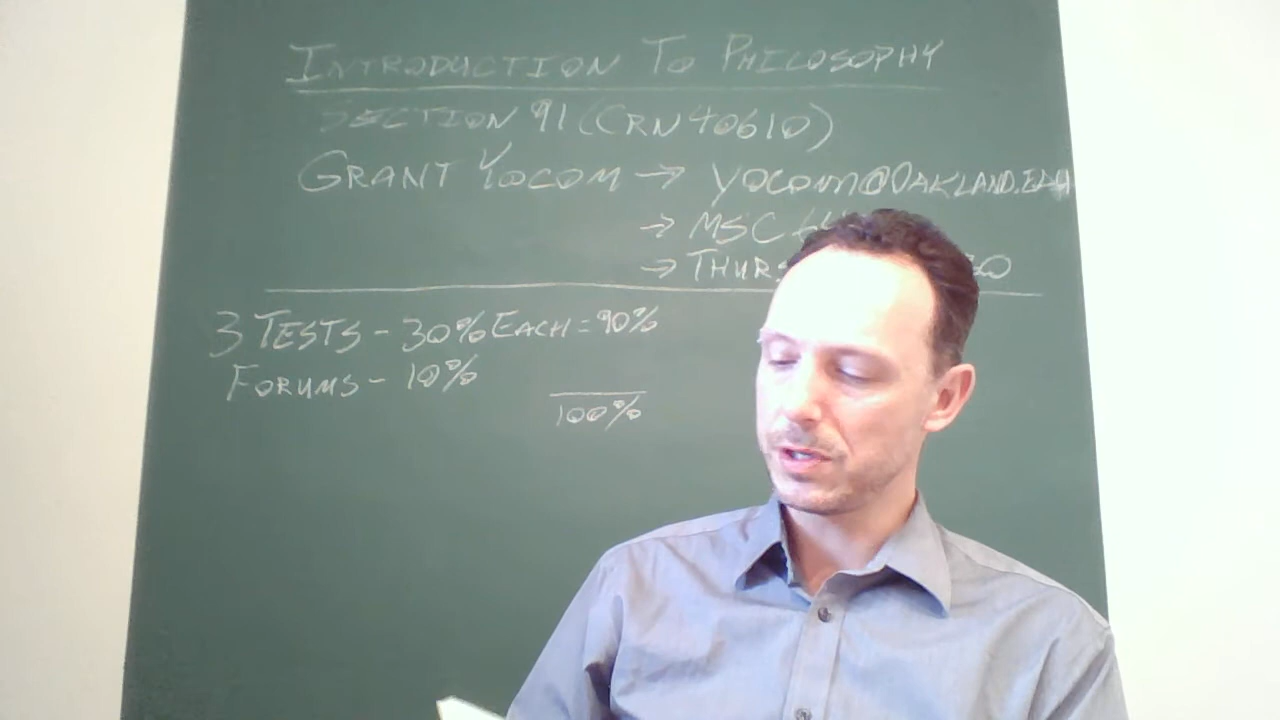 INTRODUCTION TO PHILOSOPHY
SECTION 91 (CRN 40610)
GRANT YOCOM → YOCOM@OAKLAND.EDU
→ MSC
→ THURS
3 TESTS - 30% EACH = 90%
FORUMS - 10%
100%